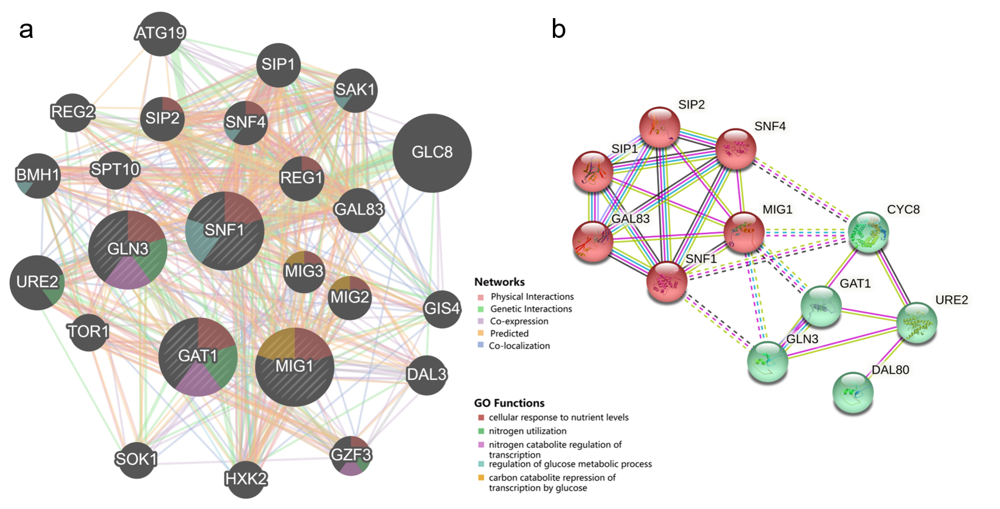 a
ATG19
SIP1
SAK1
REG2
SIP2
SNF4
GLC8
BMH1
SPT10
REG1
GAL83
SNF1
GLN3
URE2
MIG3
MIG2
GIS4
TOR1
GAT1
MIG1
DAL3
SOK1
HXK2
GZF3
Networks
Physical Interactions
Genetic Interactions
Co-expression
Predicted
Co-localization
GO Functions
cellular response to nutrient levels
nitrogen utilization
nitrogen catabolite regulation of
transcription
regulation of glucose metabolic process
carbon catabolite repression of
transcription by glucose
b
SIP2
SNF4
SIP1
MIG1
CYC8
GAL83
SNF1
GAT1
URE2
GLN3
DAL80